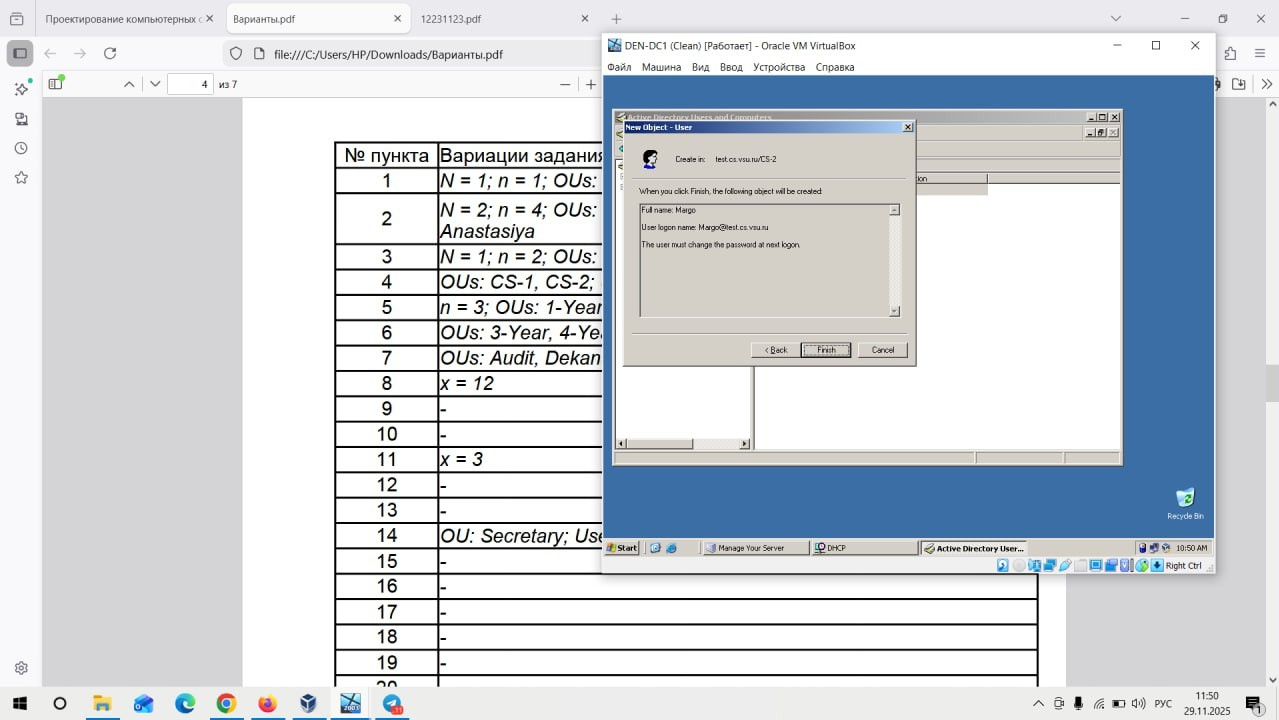 Проектирование компьютерных с
Варианты.pdf
12231123.pdf
file:///C:/Users/HP/Downloads/Варианты.pdf
4 из 7
№ пункта Вариации задания
1 N = 1; n = 1; OUs:
2 N = 2; n = 4; OUs:
Anastasiya
3 N = 1; n = 2; OUs:
4 OUs: CS-1, CS-2;
5 n = 3; OUs: 1-Year
6 OUs: 3-Year, 4-Ye
7 OUs: Audit, Dekan
8 x = 12
9 -
10 -
11 x = 3
12 -
13 -
14 OU: Secretary; Use
15 -
16 -
17 -
18 -
19 -
DEN-DC1 (Clean) [Работает] - Oracle VM VirtualBox
Файл Машина Вид Ввод Устройства Справка
Active Directory Users and Computers
New Object - User
Create in: test.cs.vsu.ru/CS-2
When you click Finish, the following object will be created:
Full name: Margo
User logon name: Margo@test.cs.vsu.ru
The user must change the password at next logon.
< Back Finish Cancel
Recycle Bin
Start Manage Your Server DHCP Active Directory User... 10:50 AM
Right Ctrl
РУС
11:50
29.11.2025